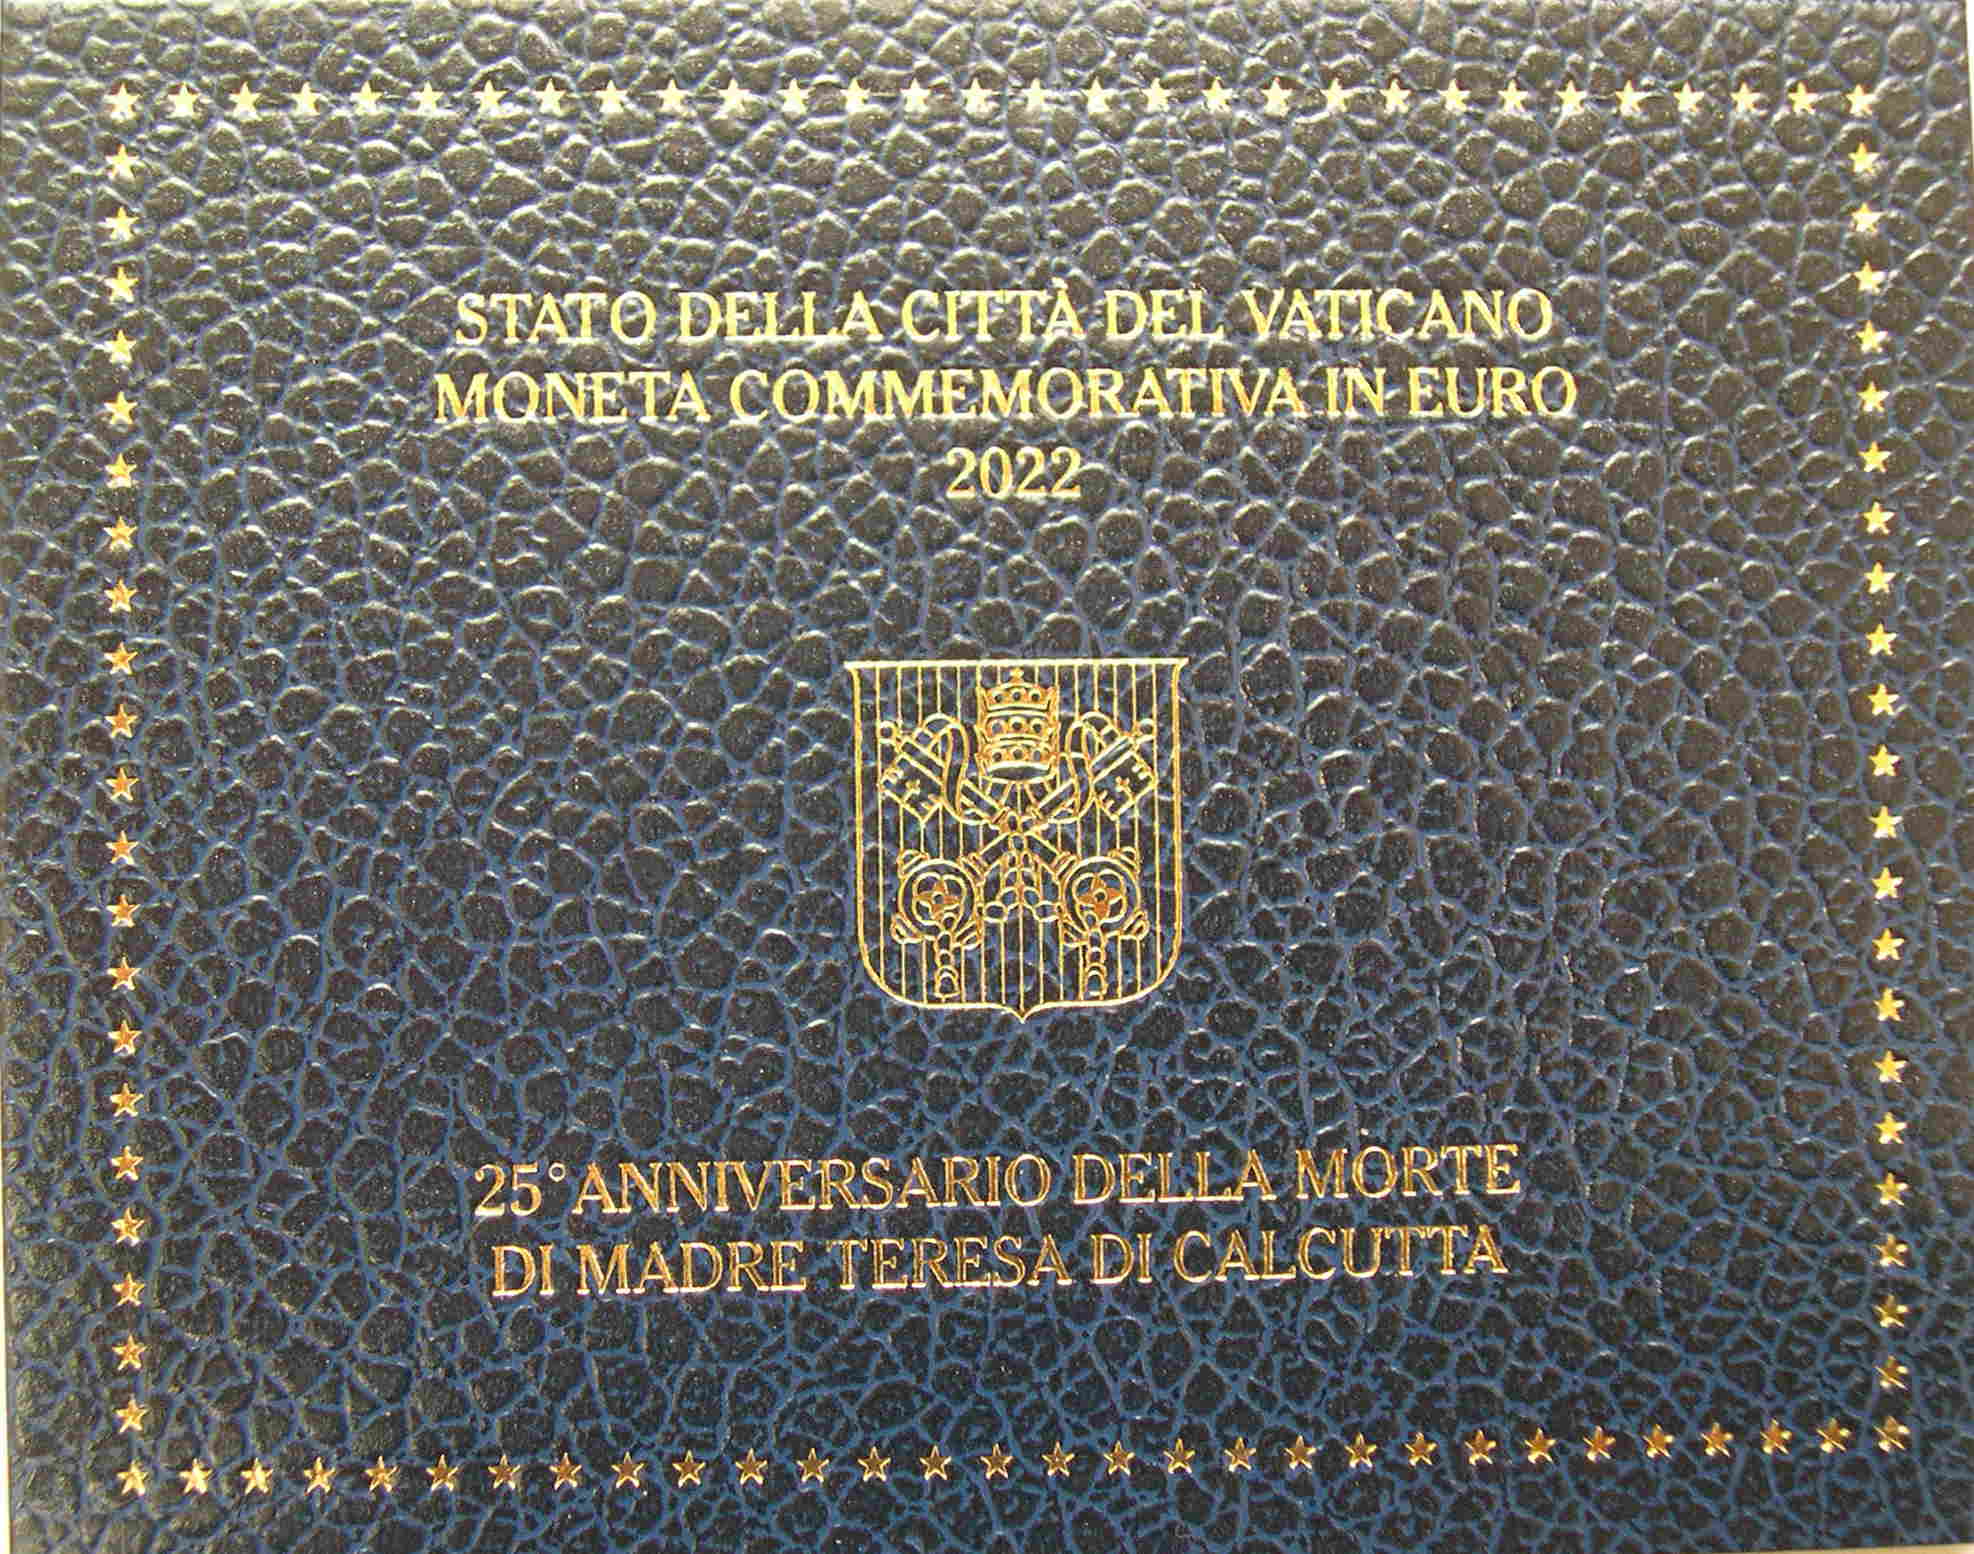 STATO DELLA CITTÀ DEL VATICANO
MONETA COMMEMORATIVA IN EURO
2022
25° ANNIVERSARIO DELLA MORTE
DI MADRE TERESA DI CALCUTTA